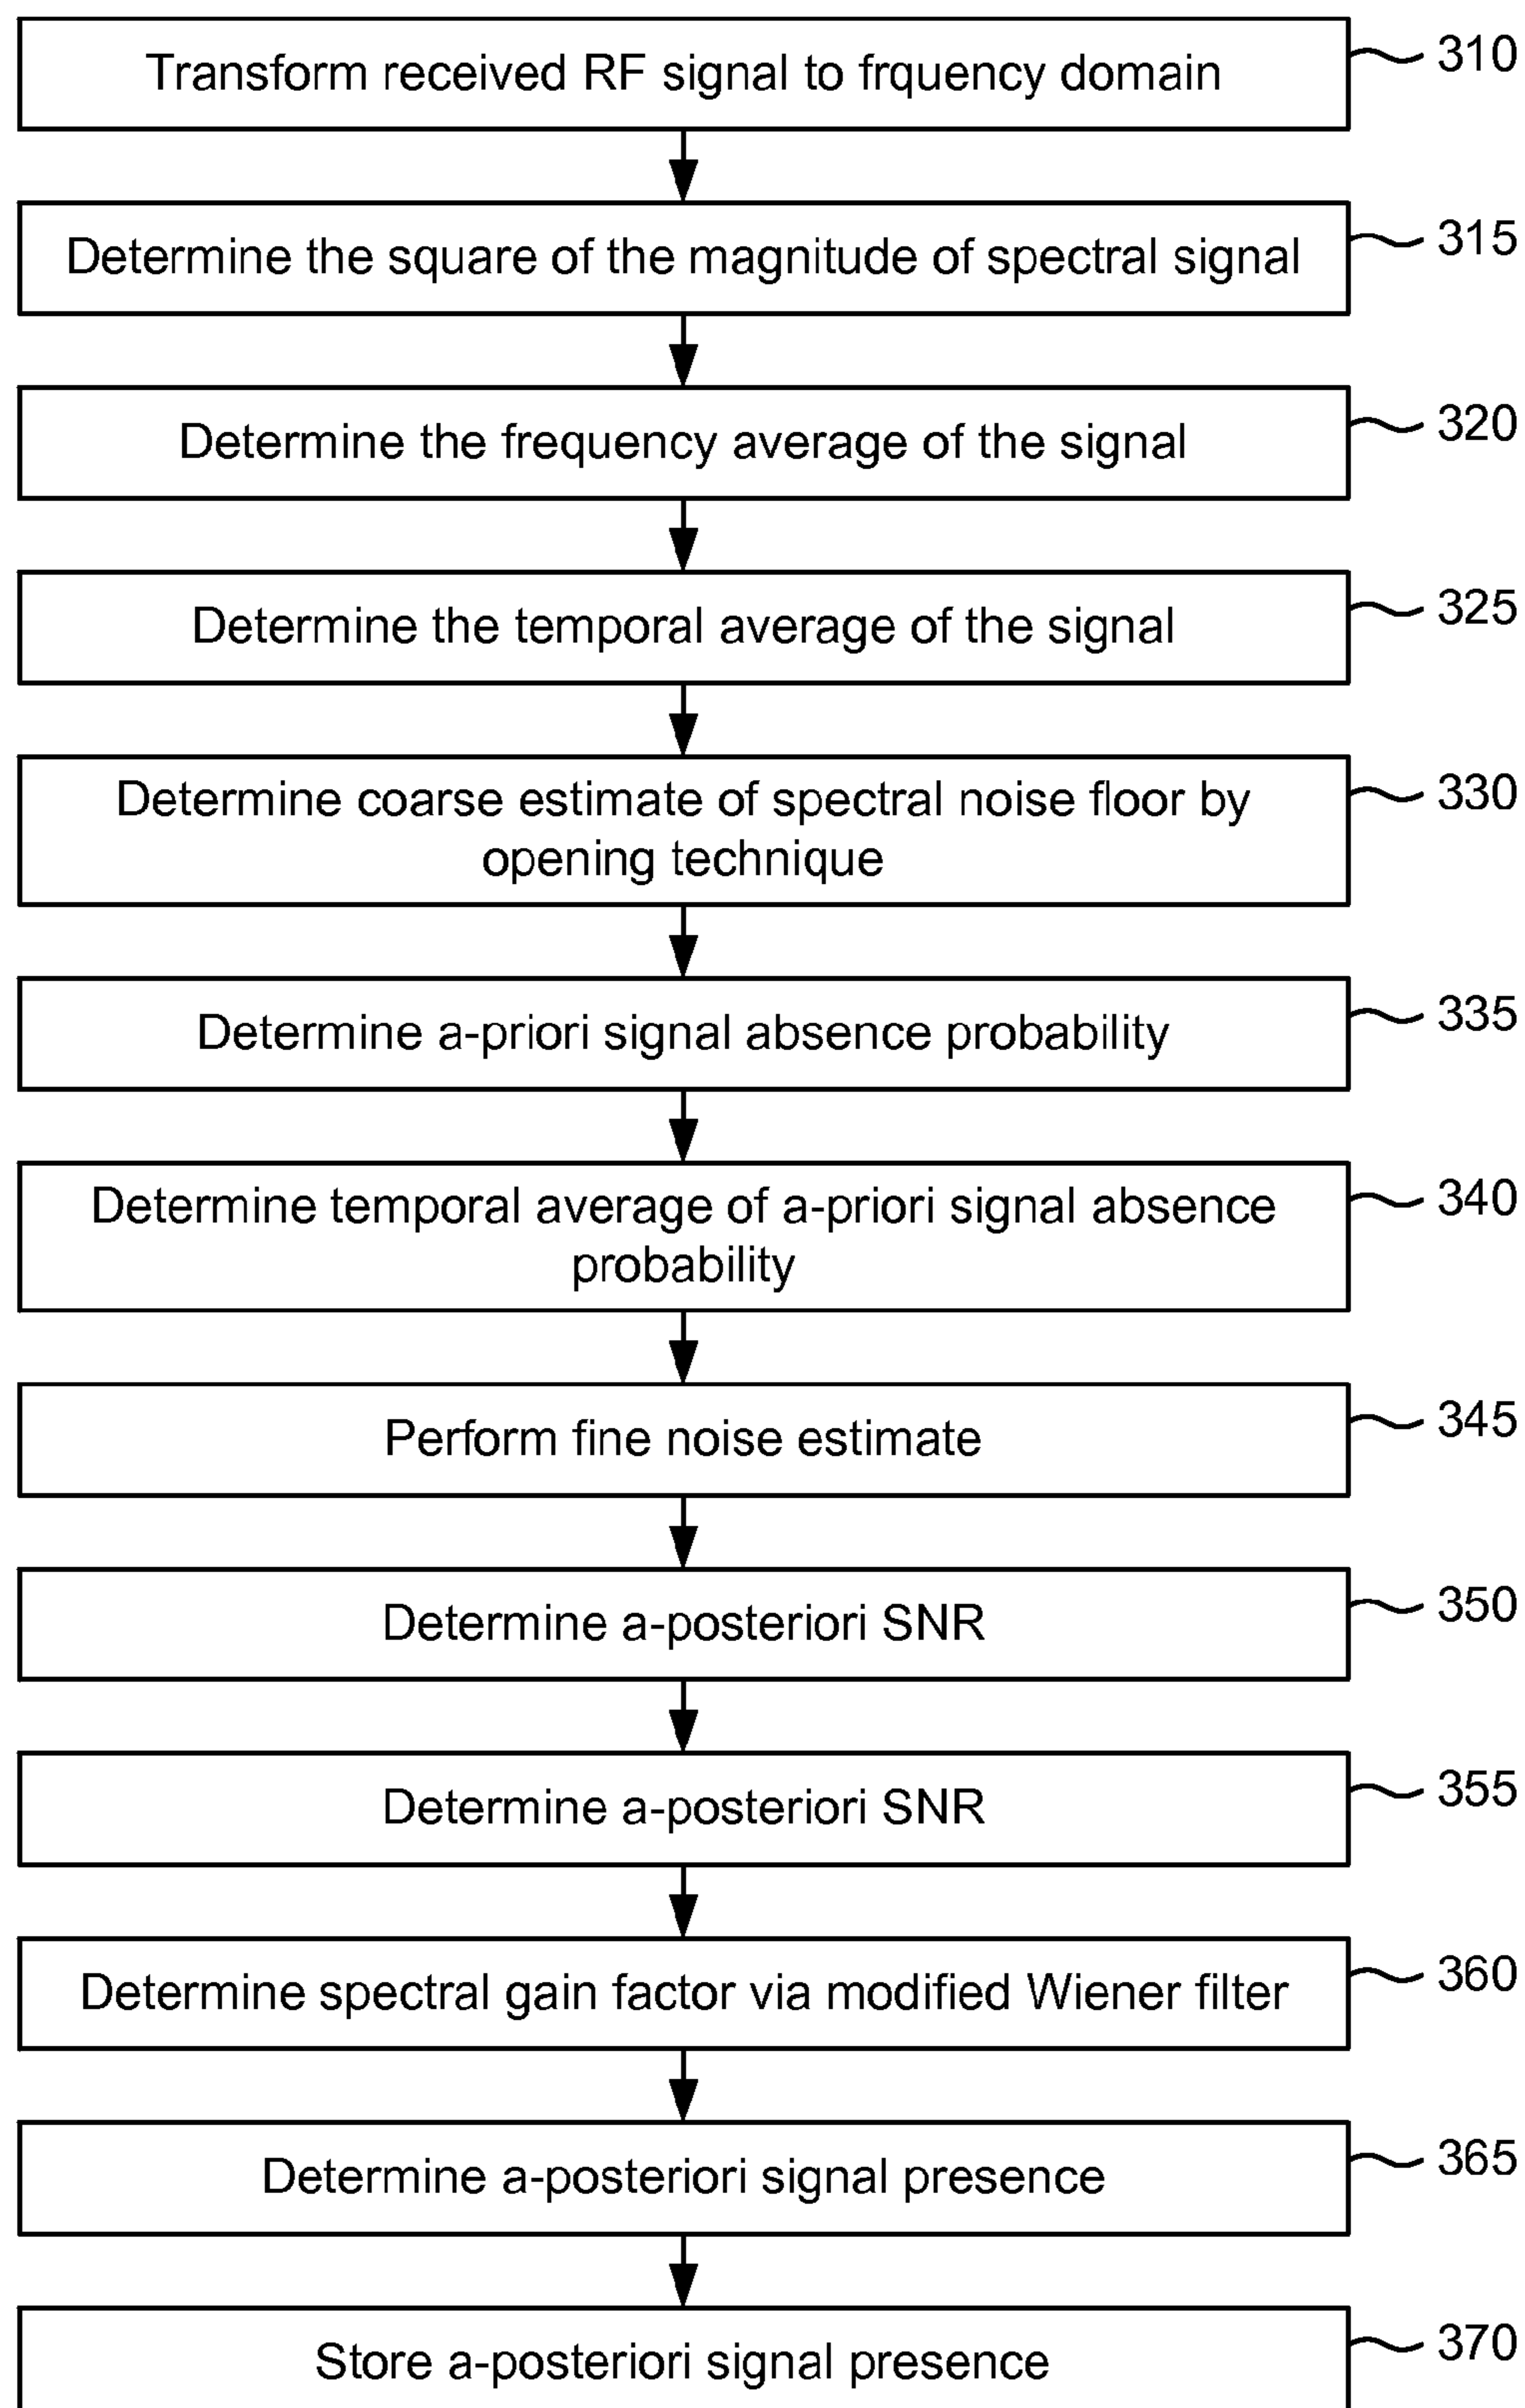 Transform received RF signal to frquency domain
310
Determine the square of the magnitude of spectral signal
315
Determine the frequency average of the signal
320
Determine the temporal average of the signal
325
Determine coarse estimate of spectral noise floor by
opening technique
330
Determine a-priori signal absence probability
335
Determine temporal average of a-priori signal absence
probability
340
Perform fine noise estimate
345
Determine a-posteriori SNR
350
Determine a-posteriori SNR
355
Determine spectral gain factor via modified Wiener filter
360
Determine a-posteriori signal presence
365
Store a-posteriori signal presence
370